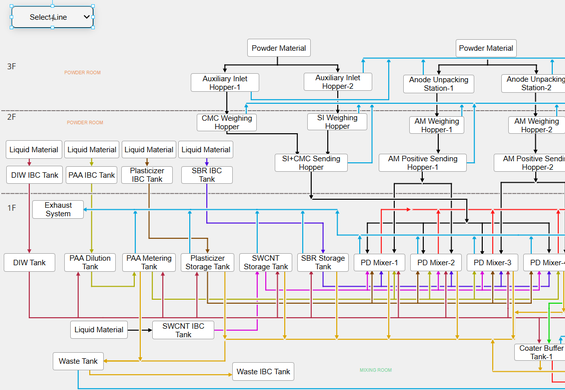 Select Line
Powder Material
Powder Material
3F
POWDER ROOM
Auxiliary Inlet
Hopper-1
Auxiliary Inlet
Hopper-2
Anode Unpacking
Station-1
Anode Unpacking
Station-2
2F
POWDER ROOM
CMC Weighing
Hopper
SI Weighing
Hopper
AM Weighing
Hopper-1
AM Weighing
Hopper-2
Liquid Material
Liquid Material
Liquid Material
Liquid Material
SI+CMC Sending
Hopper
AM Positive Sending
Hopper-1
AM Positive Sending
Hopper-2
DIW IBC Tank
PAA IBC Tank
Plasticizer
IBC Tank
SBR IBC
Tank
1F
Exhaust
System
DIW Tank
PAA Dilution
Tank
PAA Metering
Tank
Plasticizer
Storage Tank
SWCNT
Storage Tank
SBR Storage
Tank
PD Mixer-1
PD Mixer-2
PD Mixer-3
PD Mixer-4
Liquid Material
SWCNT IBC
Tank
Coater Buffer
Tank-1
Waste Tank
Waste IBC Tank
MIXING ROOM